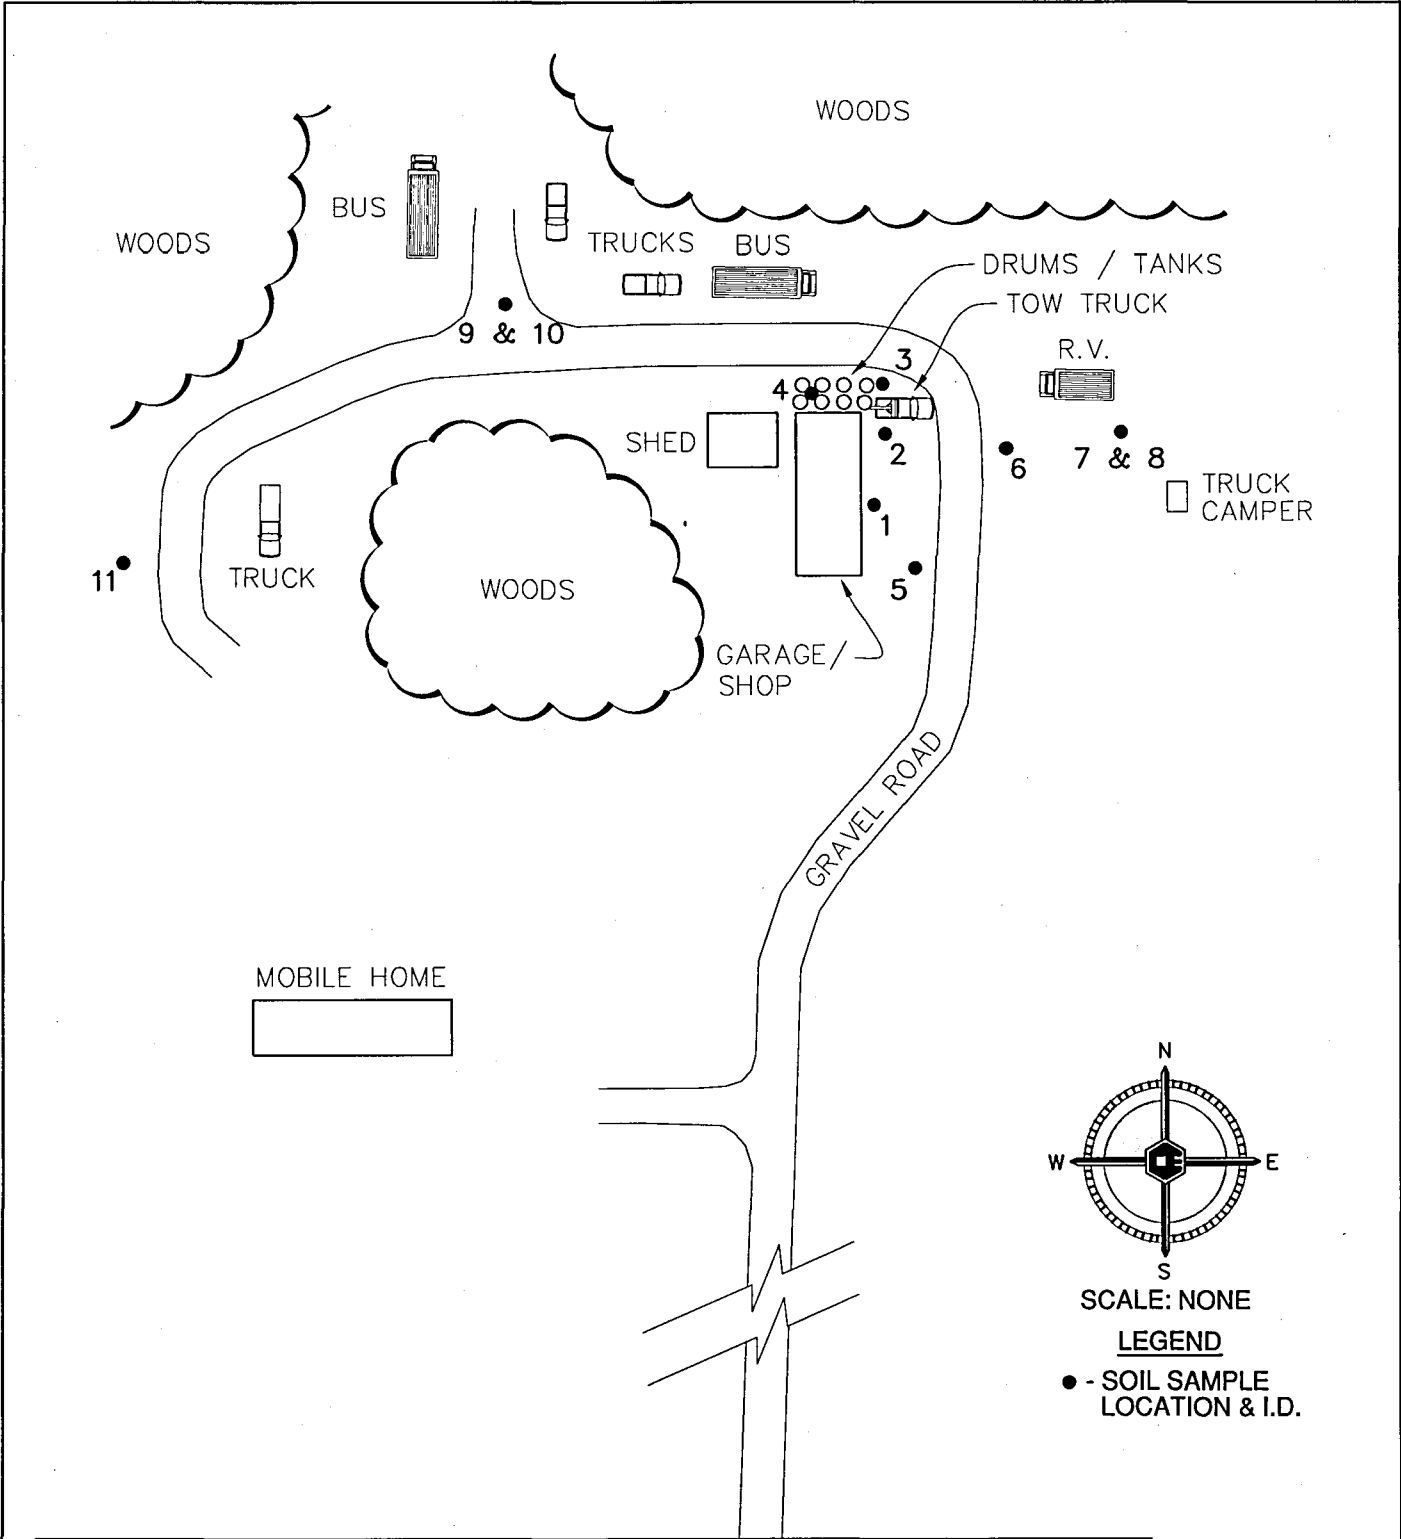 WOODS
BUS
WOODS
TRUCKS
BUS
DRUMS / TANKS
TOW TRUCK
9 & 10
3
R.V.
4
SHED
2
6
7 & 8
TRUCK
CAMPER
1
11
TRUCK
WOODS
5
GARAGE/
SHOP
GRAVEL ROAD
MOBILE HOME
N
W
E
S
SCALE: NONE
LEGEND
● - SOIL SAMPLE
LOCATION & I.D.